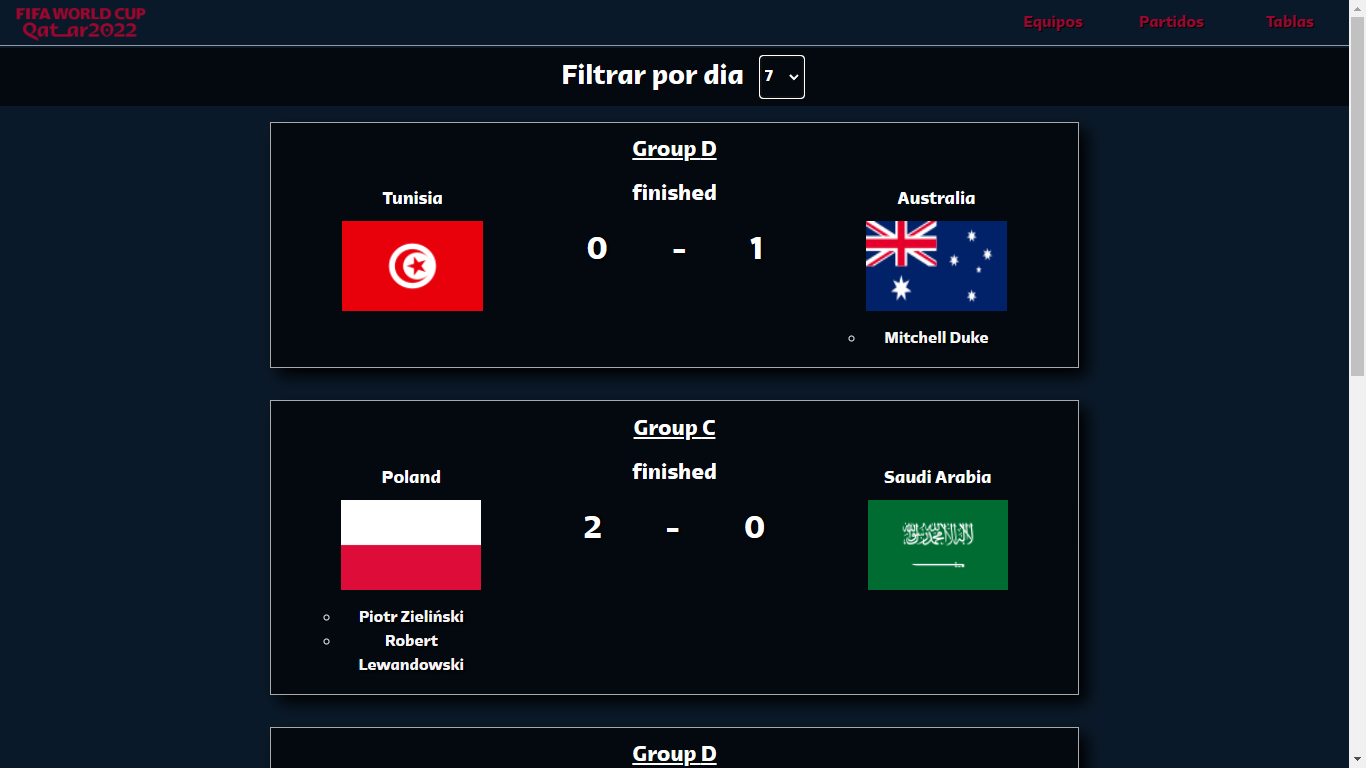 FIFA WORLD CUP
Qatar2022
Equipos Partidos Tablas
Filtrar por dia 7
Group D
finished
Tunisia Australia
0 - 1
Mitchell Duke
Group C
finished
Poland Saudi Arabia
2 - 0
Piotr Zieliński
Robert
Lewandowski
Group D